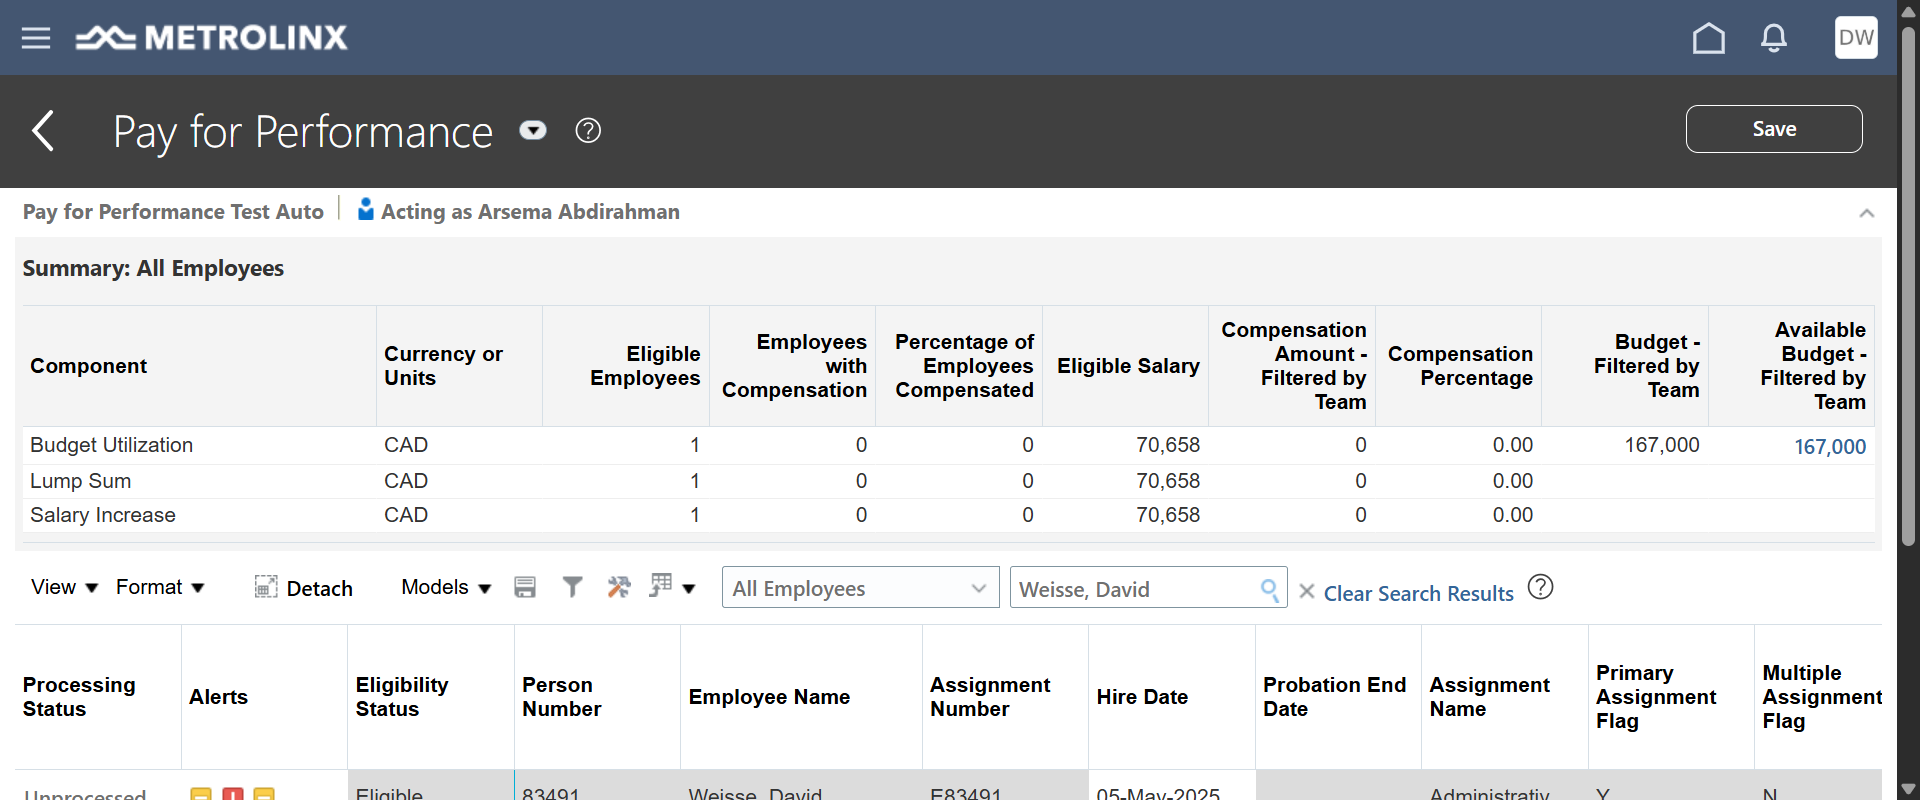 METROLINX
DW
Pay for Performance
Save
Pay for Performance Test Auto
Acting as Arsema Abdirahman
Summary: All Employees
Component
Currency or
Units
Eligible
Employees
Employees
with
Compensation
Percentage of
Employees
Compensated
Eligible Salary
Compensation
Amount -
Filtered by
Team
Compensation
Percentage
Budget -
Filtered by
Team
Available
Budget -
Filtered by
Team
Budget Utilization CAD 1 0 0 70,658 0 0.00 167,000 167,000
Lump Sum CAD 1 0 0 70,658 0 0.00
Salary Increase CAD 1 0 0 70,658 0 0.00
View Format Detach Models All Employees Weisse, David Clear Search Results
Processing
Status
Alerts
Eligibility
Status
Person
Number
Employee Name
Assignment
Number
Hire Date
Probation End
Date
Assignment
Name
Primary
Assignment
Flag
Multiple
Assignment
Flag
Unprocessed Eligible 83491 Weisse, David E83491 05-May-2025 Administrativ Y N